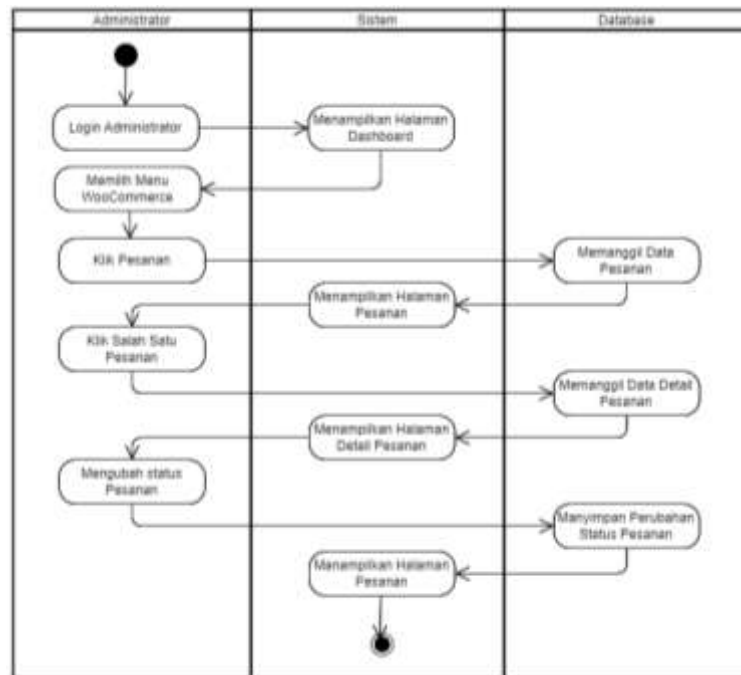 Administrator
Sistem
Database
Login Administrator
Menampilkan Halaman
Dashboard
Memilih Menu
WooCommerce
Klik Pesanan
Memanggil Data
Pesanan
Menampilkan Halaman
Pesanan
Klik Salah Satu
Pesanan
Memanggil Data Detail
Pesanan
Menampilkan Halaman
Detail Pesanan
Mengubah status
Pesanan
Manyimpan Perubahan
Status Pesanan
Manampilkan Halaman
Pesanan